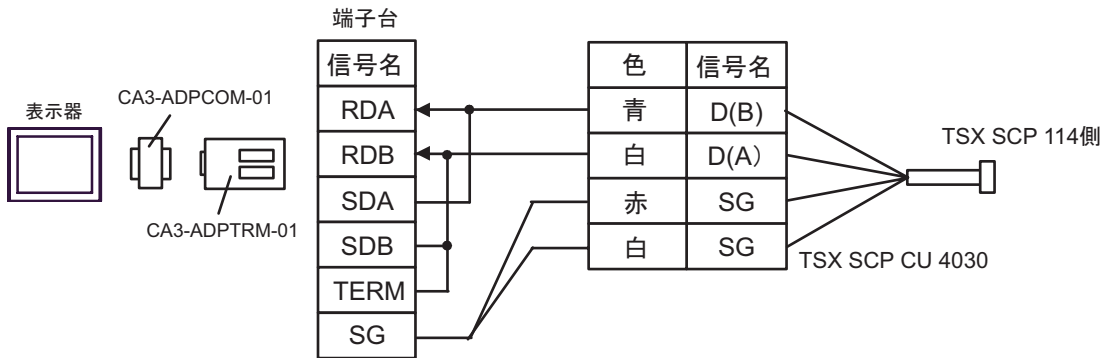 端子台
信号名
RDA
RDB
SDA
SDB
TERM
SG
表示器
CA3-ADPCOM-01
CA3-ADPTRM-01
色 信号名
青 D(B)
白 D(A)
赤 SG
白 SG
TSX SCP 114側
TSX SCP CU 4030